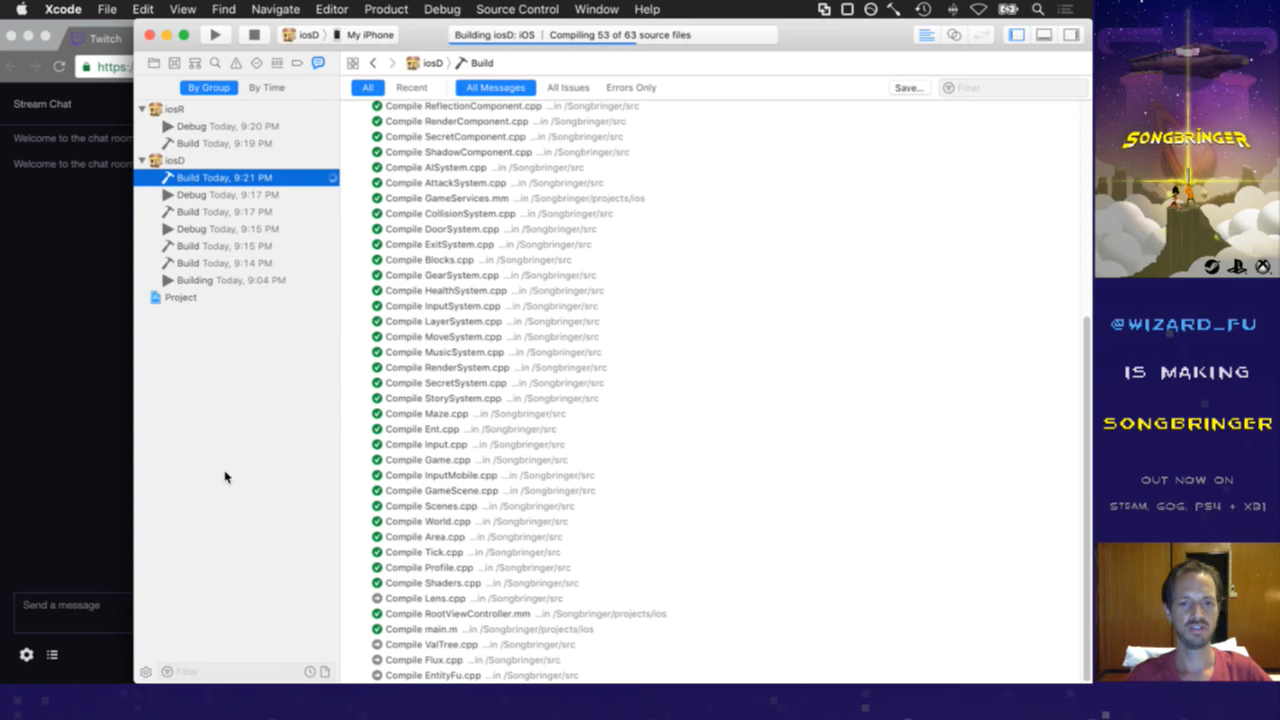 Xcode File Edit View Find Navigate Editor Product Debug Source Control Window Help
Twitch
iosD My iPhone
Building iosD: iOS | Compiling 53 of 63 source files
https:
iosD Build
By Group By Time
All Recent All Messages All Issues Errors Only Save... Filter
Stream Chat
Welcome to the chat room
Welcome to the chat room
Send a message
iosR
Debug Today, 9:20 PM
Build Today, 9:19 PM
iosD
Build Today, 9:21 PM
Debug Today, 9:17 PM
Build Today, 9:17 PM
Debug Today, 9:15 PM
Build Today, 9:15 PM
Build Today, 9:14 PM
Building Today, 9:04 PM
Project
Filter
Compile ReflectionComponent.cpp ...in /Songbringer/src
Compile RenderComponent.cpp ...in /Songbringer/src
Compile SecretComponent.cpp ...in /Songbringer/src
Compile ShadowComponent.cpp ...in /Songbringer/src
Compile AISystem.cpp ...in /Songbringer/src
Compile AttackSystem.cpp ...in /Songbringer/src
Compile GameServices.mm ...in /Songbringer/projects/ios
Compile CollisionSystem.cpp ...in /Songbringer/src
Compile DoorSystem.cpp ...in /Songbringer/src
Compile ExitSystem.cpp ...in /Songbringer/src
Compile Blocks.cpp ...in /Songbringer/src
Compile GearSystem.cpp ...in /Songbringer/src
Compile HealthSystem.cpp ...in /Songbringer/src
Compile InputSystem.cpp ...in /Songbringer/src
Compile LayerSystem.cpp ...in /Songbringer/src
Compile MoveSystem.cpp ...in /Songbringer/src
Compile MusicSystem.cpp ...in /Songbringer/src
Compile RenderSystem.cpp ...in /Songbringer/src
Compile SecretSystem.cpp ...in /Songbringer/src
Compile StorySystem.cpp ...in /Songbringer/src
Compile Maze.cpp ...in /Songbringer/src
Compile Ent.cpp ...in /Songbringer/src
Compile Input.cpp ...in /Songbringer/src
Compile Game.cpp ...in /Songbringer/src
Compile InputMobile.cpp ...in /Songbringer/src
Compile GameScene.cpp ...in /Songbringer/src
Compile Scenes.cpp ...in /Songbringer/src
Compile World.cpp ...in /Songbringer/src
Compile Area.cpp ...in /Songbringer/src
Compile Tick.cpp ...in /Songbringer/src
Compile Profile.cpp ...in /Songbringer/src
Compile Shaders.cpp ...in /Songbringer/src
Compile Lens.cpp ...in /Songbringer/src
Compile RootViewController.mm ...in /Songbringer/projects/ios
Compile main.m ...in /Songbringer/projects/ios
Compile ValTree.cpp ...in /Songbringer/src
Compile Flux.cpp ...in /Songbringer/src
Compile EntityFu.cpp ...in /Songbringer/src
SONGBRINGER
@WIZARD_FU
IS MAKING
SONGBRINGER
OUT NOW ON
STEAM, GOG, PS4 + XB1